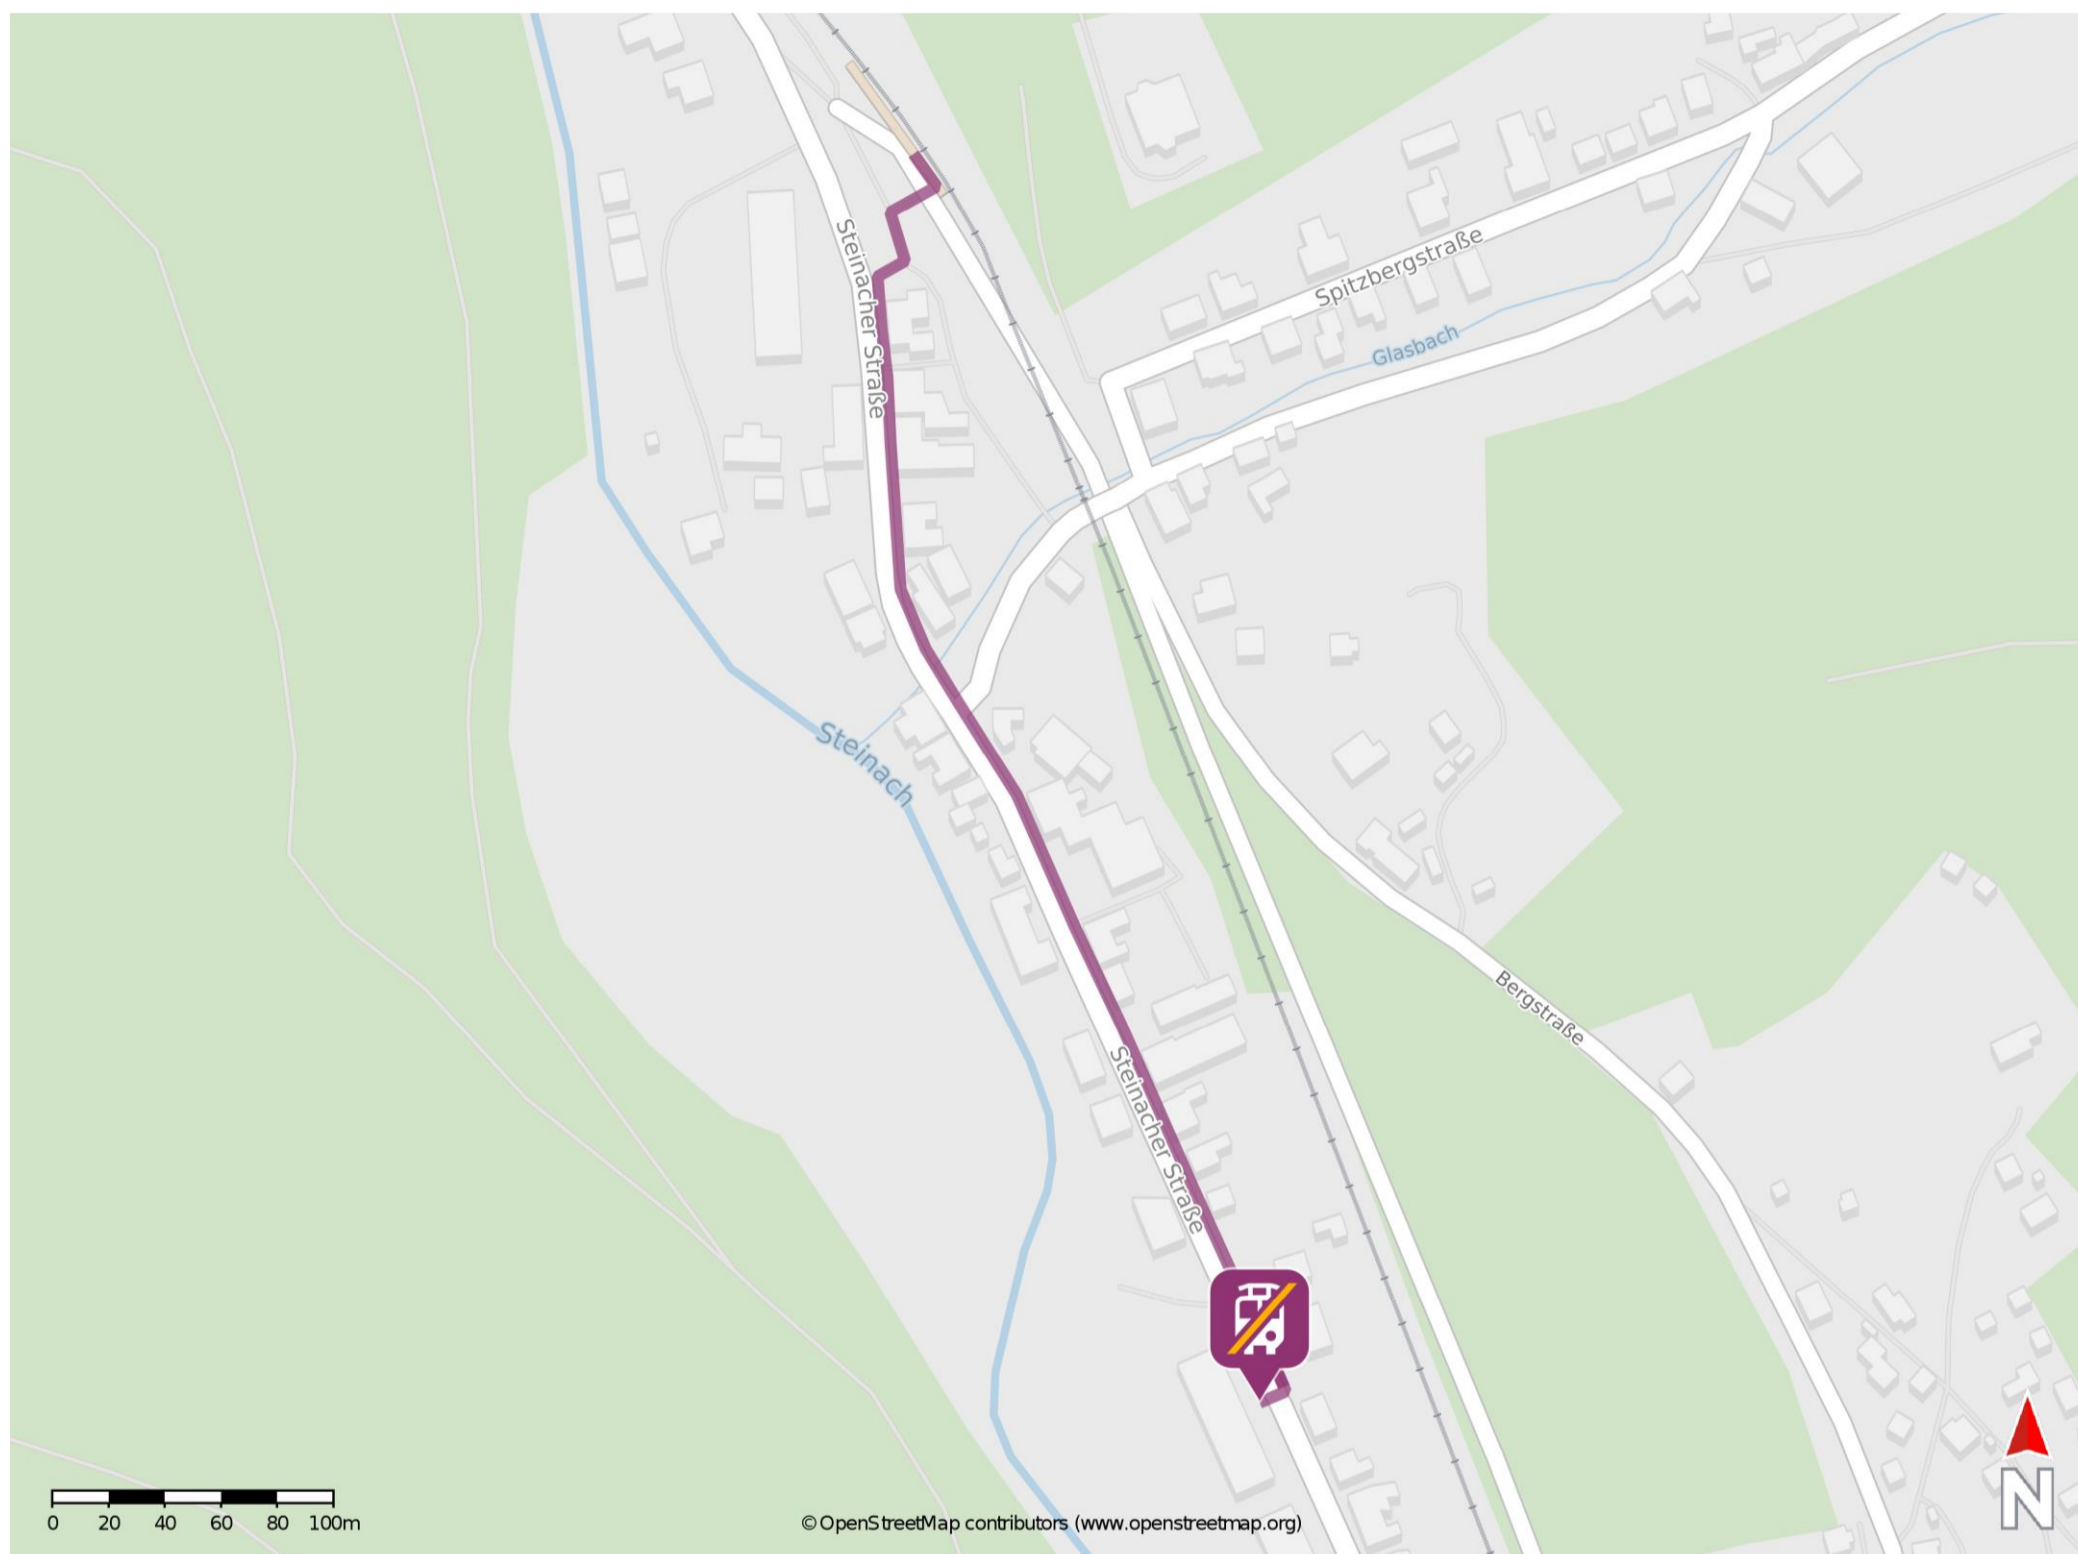 Steinacher Straße
Spitzbergstraße
Glasbach
Steinach
Bergstraße
Steinacher Straße
N
0 20 40 60 80 100m
©OpenStreetMap contributors (www.openstreetmap.org)